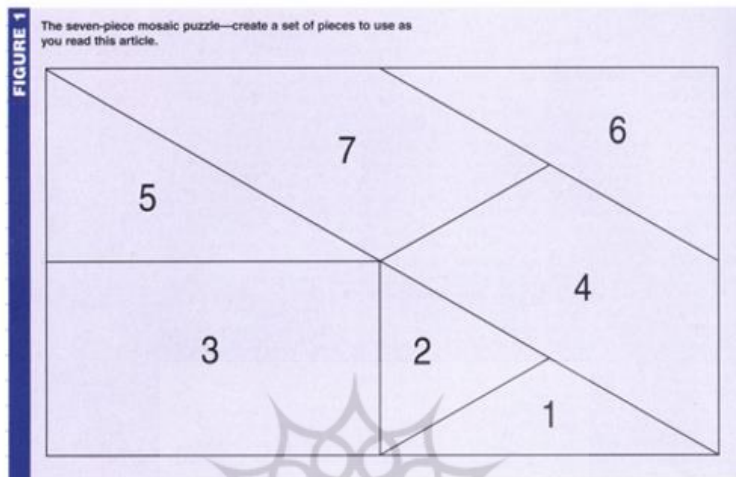 FIGURE 1
The seven-piece mosaic puzzle—create a set of pieces to use as
you read this article.
7
6
5
4
3
2
1